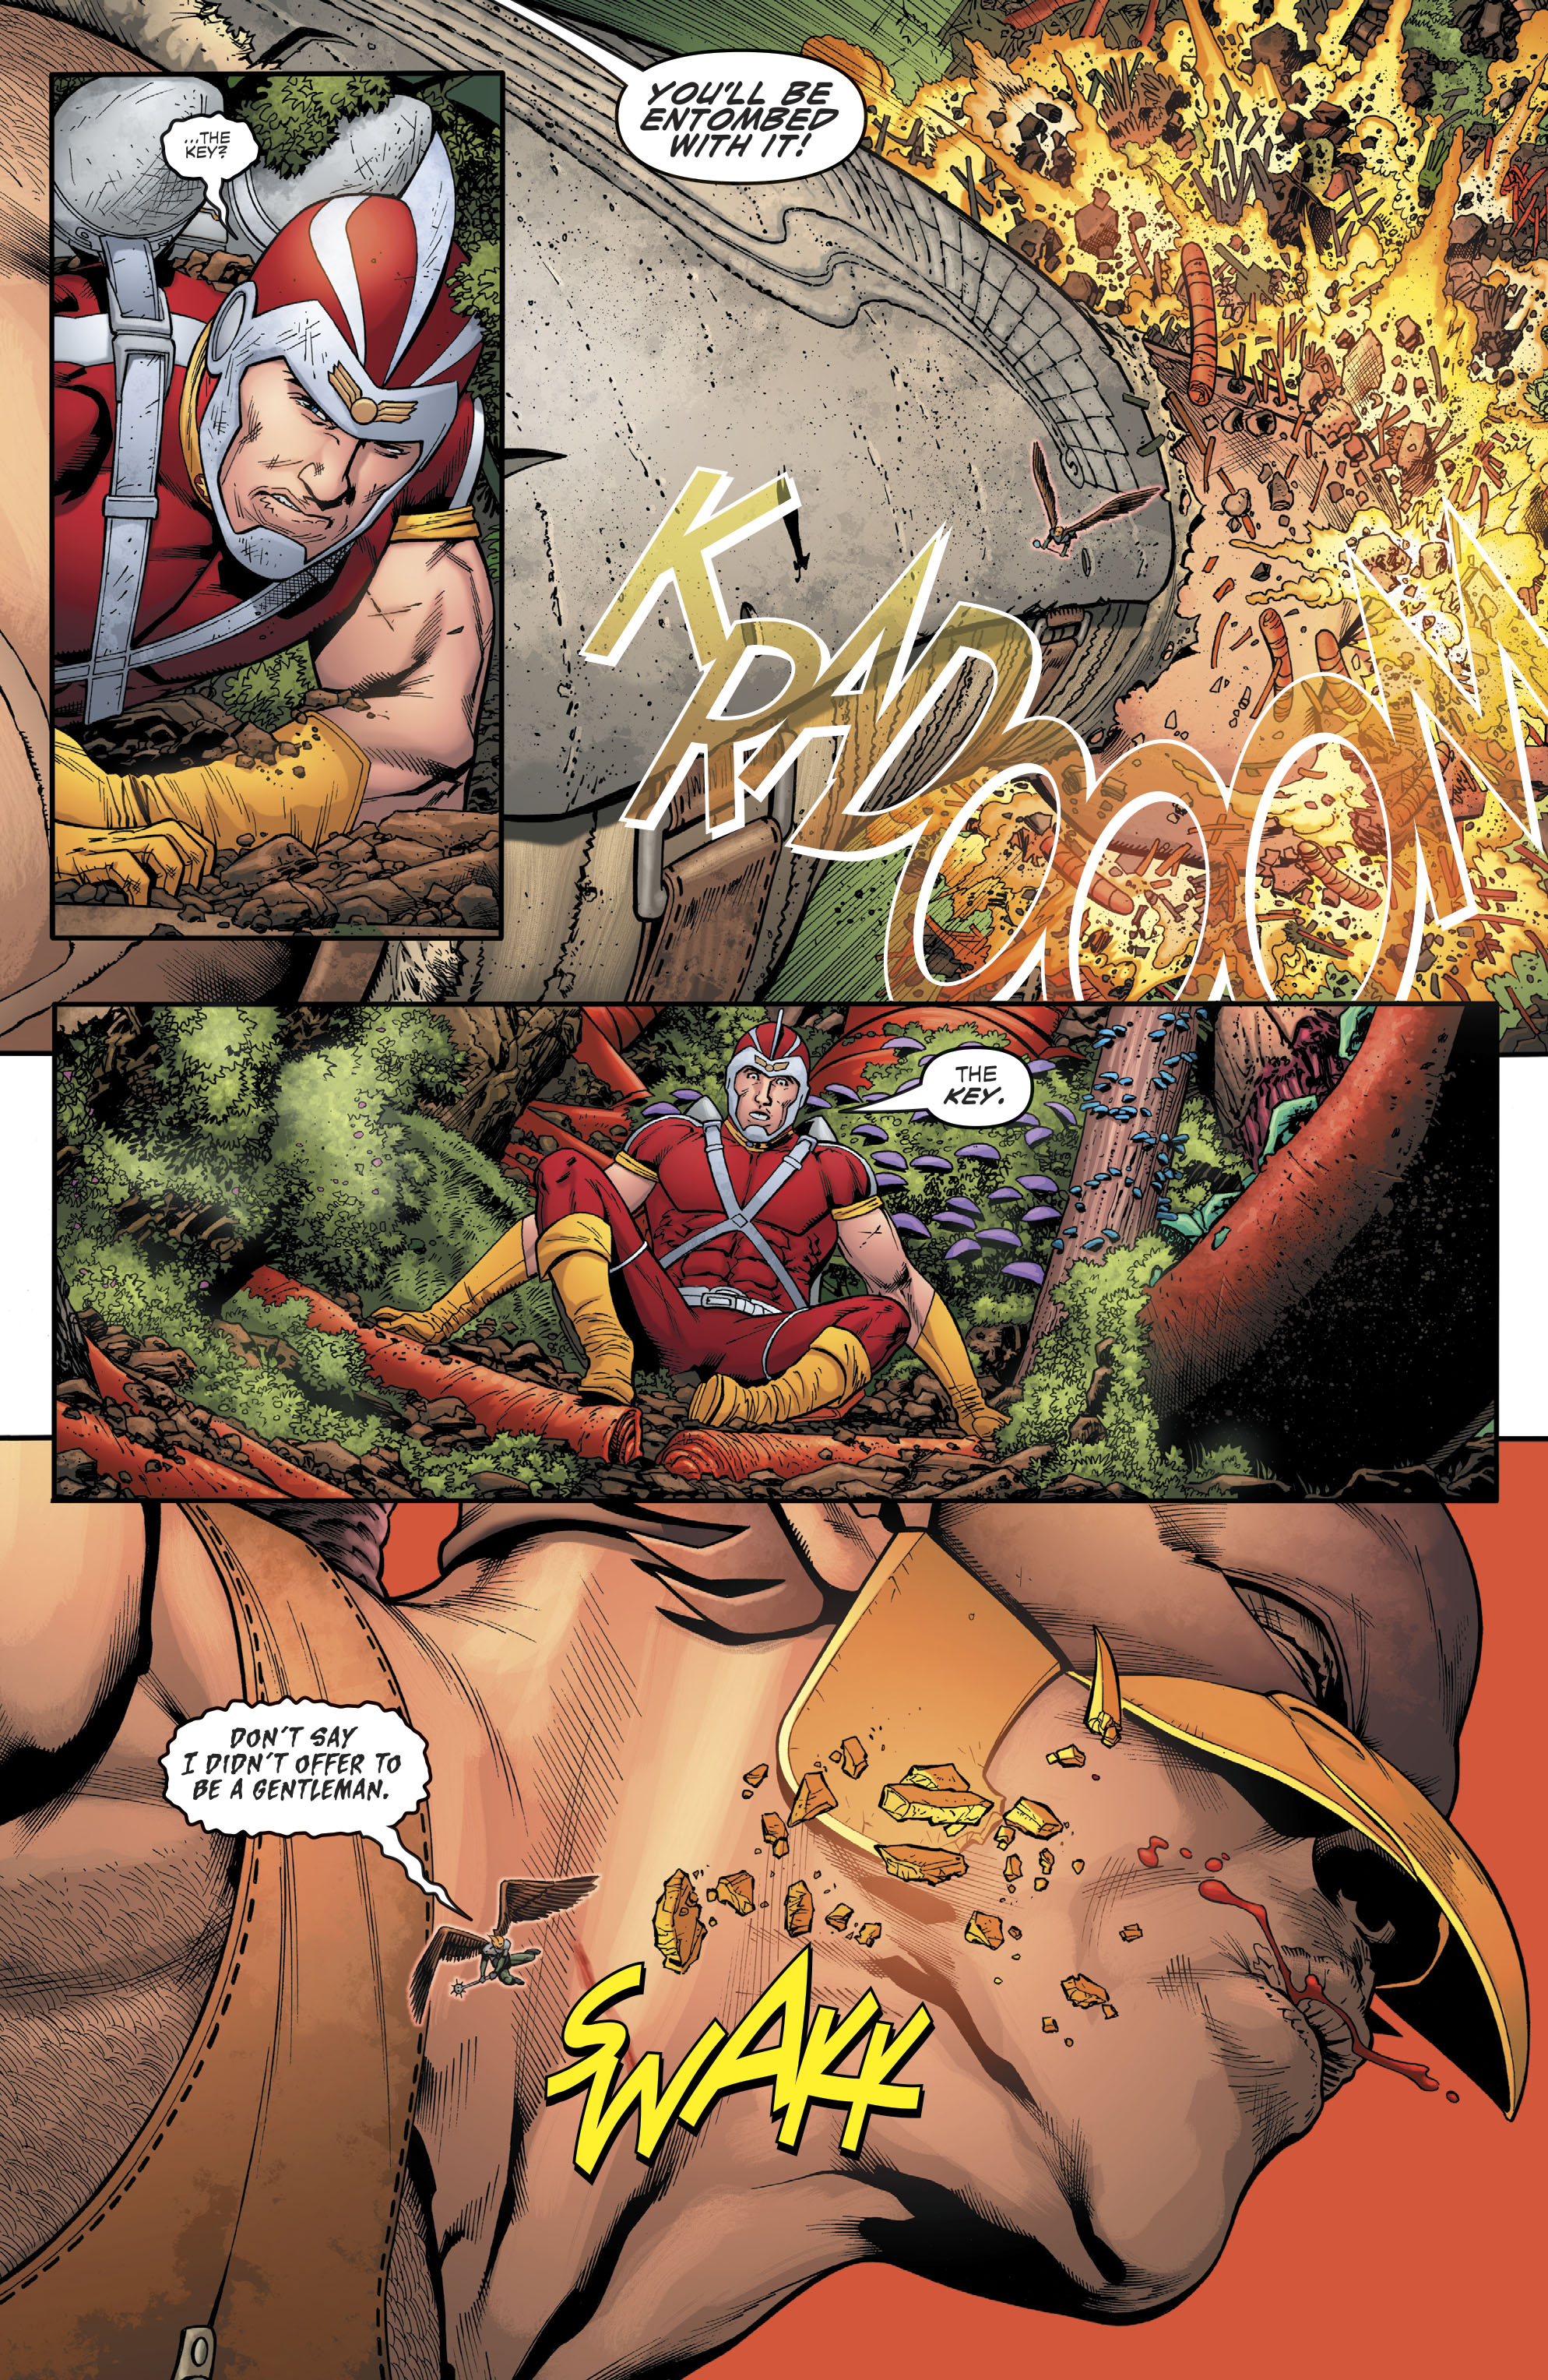 ...THE
KEY?
YOU'LL BE
ENTOMBED
WITH IT!
KRADOOOM
THE
KEY.
DON'T SAY
I DIDN'T OFFER TO
BE A GENTLEMAN.
SWAKK